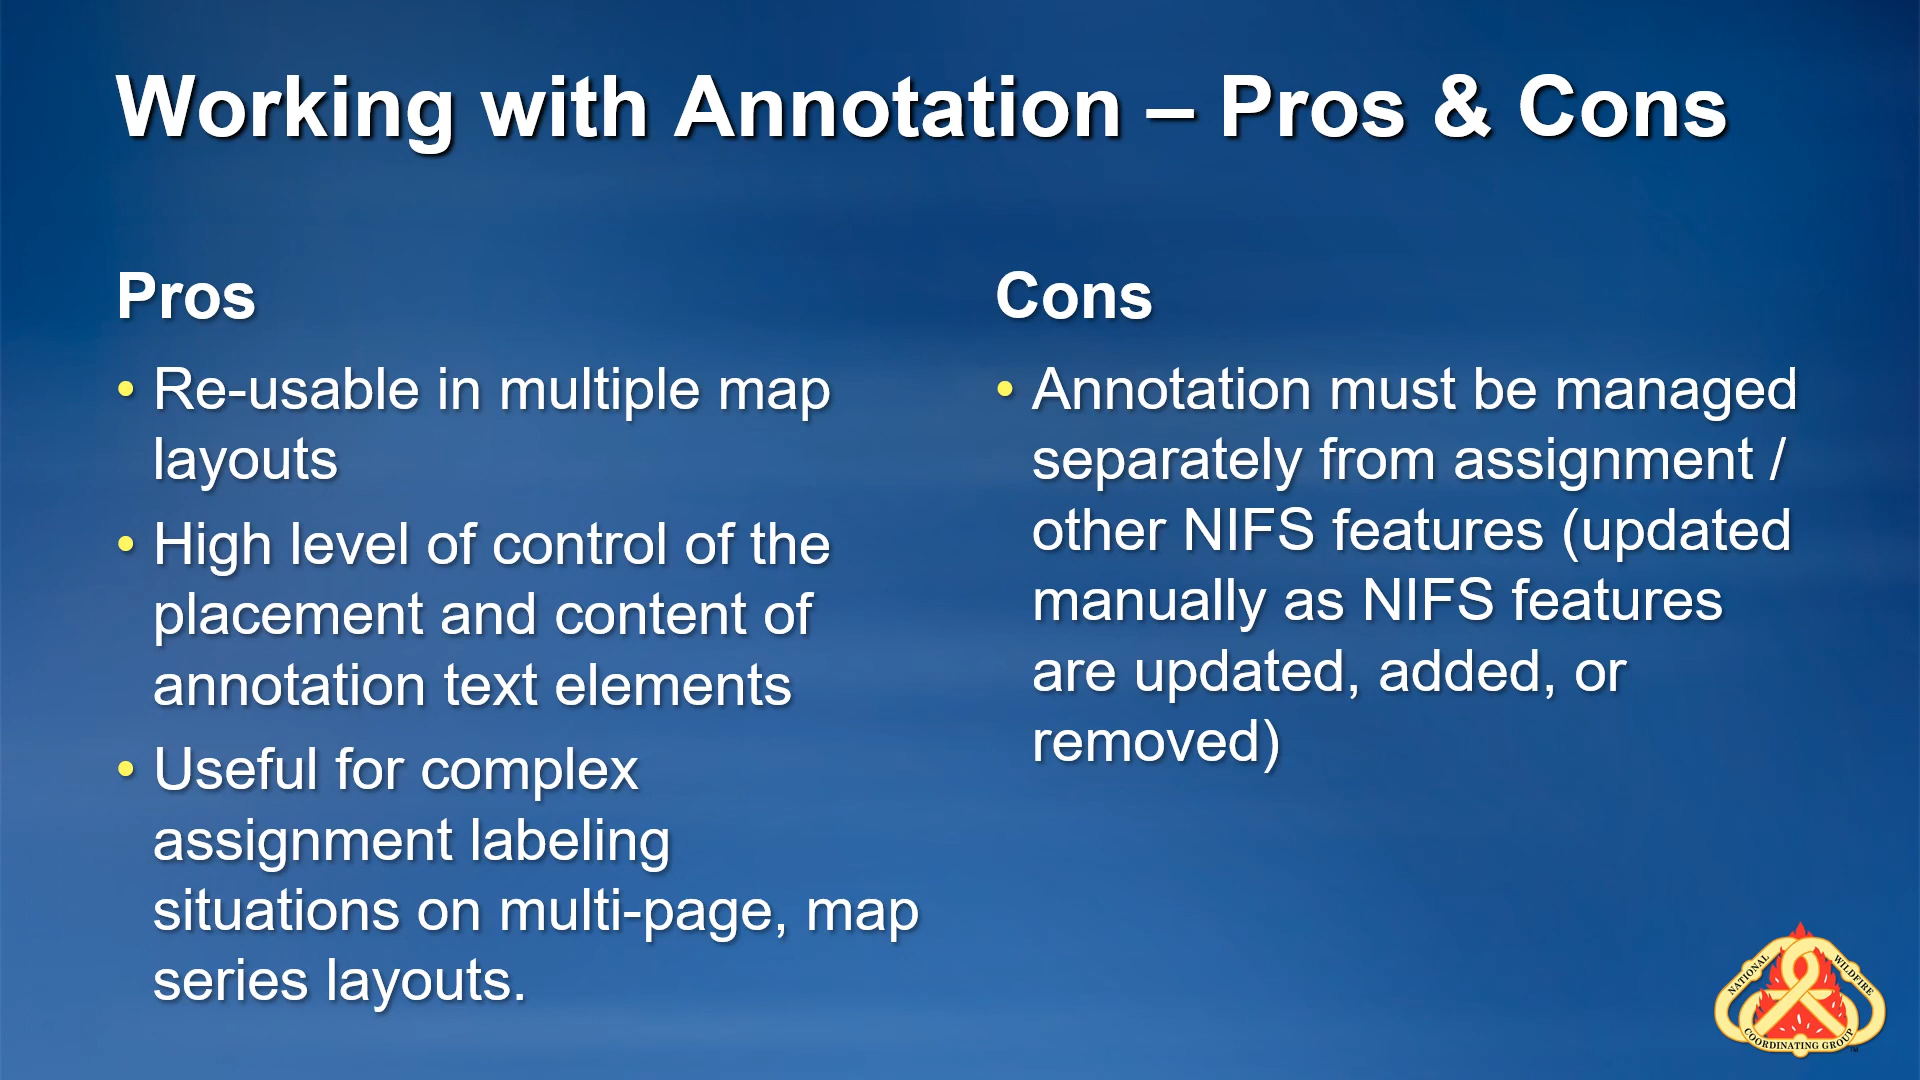 Working with Annotation – Pros & Cons
Pros
• Re-usable in multiple map
layouts
• High level of control of the
placement and content of
annotation text elements
• Useful for complex
assignment labeling
situations on multi-page, map
series layouts.
Cons
• Annotation must be managed
separately from assignment /
other NIFS features (updated
manually as NIFS features
are updated, added, or
removed)
NATIONAL
WILDFIRE
COORDINATING GROUP
™